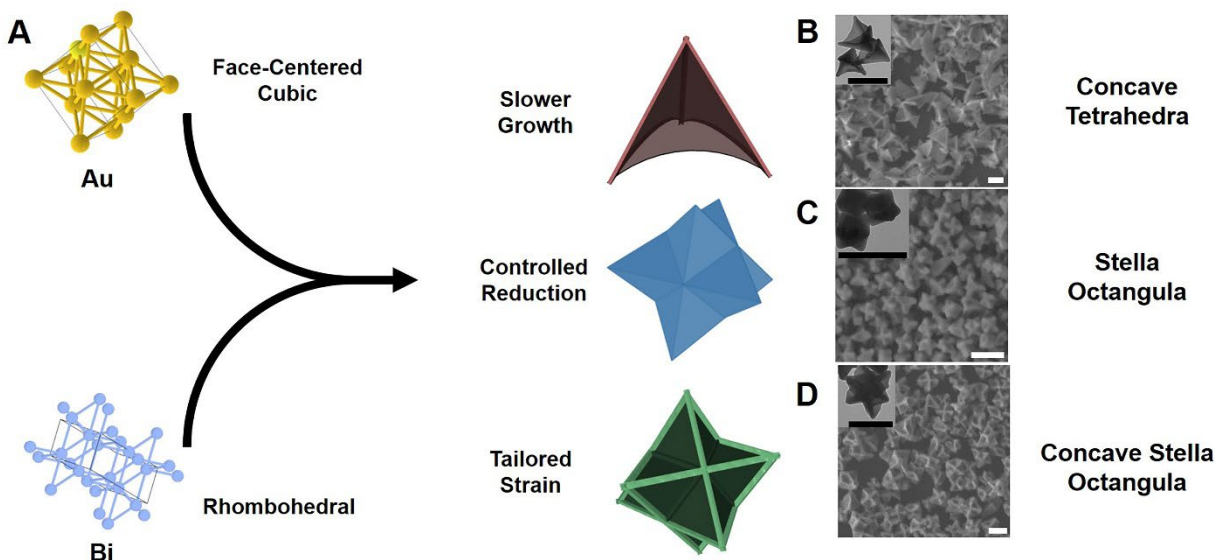 A
Face-Centered
Cubic
Au
Rhombohedral
Bi
Slower
Growth
B
Concave
Tetrahedra
Controlled
Reduction
C
Stella
Octangula
Tailored
Strain
D
Concave Stella
Octangula